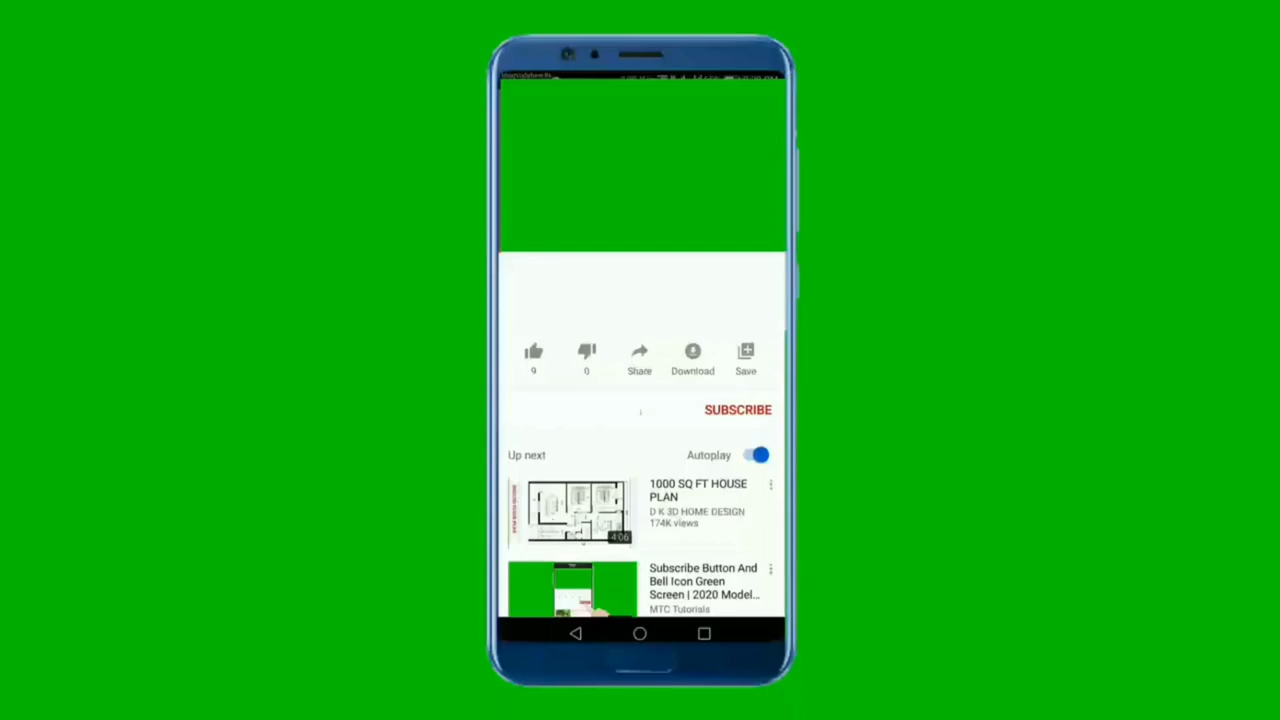 9
0
Share
Download
Save
SUBSCRIBE
Up next
Autoplay
1000 SQ FT HOUSE
PLAN
D K 3D HOME DESIGN
174K views
4:06
Subscribe Button And
Bell Icon Green
Screen | 2020 Model...
MTC Tutorials